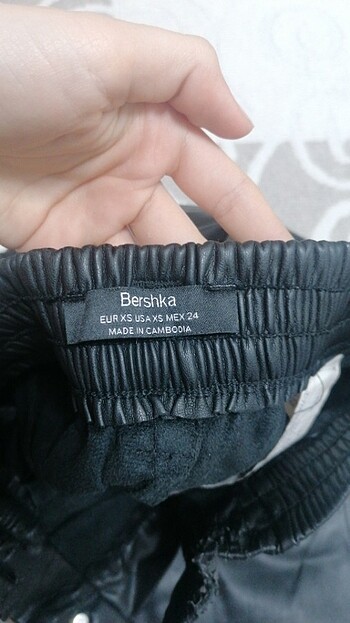 Bershka
EUR XS USA XS MEX 24
MADE IN CAMBODIA